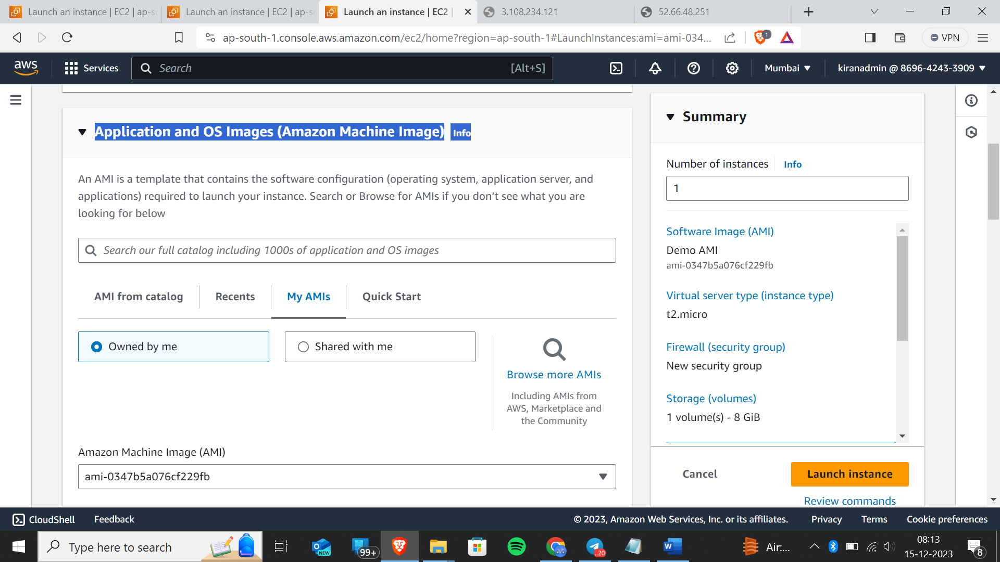 Launch an instance | EC2 | ap-so
Launch an instance | EC2 | ap-so
Launch an instance | EC2 |
3.108.234.121
52.66.48.251
ap-south-1.console.aws.amazon.com/ec2/home?region=ap-south-1#LaunchInstances:ami=ami-034...
1
VPN
aws
Services
Search
[Alt+S]
Mumbai
kiranadmin @ 8696-4243-3909
Application and OS Images (Amazon Machine Image) Info
An AMI is a template that contains the software configuration (operating system, application server, and
applications) required to launch your instance. Search or Browse for AMIs if you don’t see what you are
looking for below
Search our full catalog including 1000s of application and OS images
AMI from catalog
Recents
My AMIs
Quick Start
Owned by me
Shared with me
Browse more AMIs
Including AMIs from
AWS, Marketplace and
the Community
Amazon Machine Image (AMI)
ami-0347b5a076cf229fb
Summary
Number of instances
Info
1
Software Image (AMI)
Demo AMI
ami-0347b5a076cf229fb
Virtual server type (instance type)
t2.micro
Firewall (security group)
New security group
Storage (volumes)
1 volume(s) - 8 GiB
Cancel
Launch instance
Review commands
CloudShell
Feedback
© 2023, Amazon Web Services, Inc. or its affiliates.
Privacy
Terms
Cookie preferences
Type here to search
NEW
99+
..20
W
Air:...
08:13
15-12-2023
8